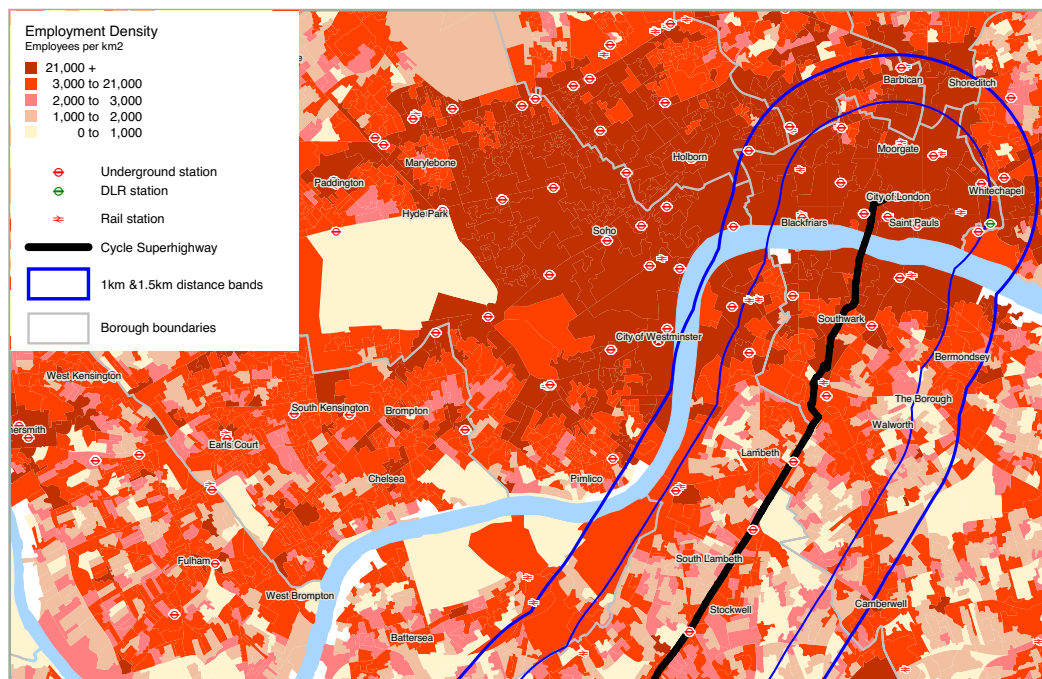 Employment Density
Employees per km2
21,000 +
3,000 to 21,000
2,000 to 3,000
1,000 to 2,000
0 to 1,000
Underground station
DLR station
Rail station
Cycle Superhighway
1km &1.5km distance bands
Borough boundaries
Barbican
Shoreditch
Moorgate
Holborn
Marylebone
Paddington
Whitechapel
City of London
Hyde Park
Blackfriars
Saint Pauls
Soho
Southwark
City of Westminster
Bermondsey
West Kensington
The Borough
South Kensington
Brompton
Walworth
mersmith
Earls Court
Lambeth
Chelsea
Pimlico
Fulham
South Lambeth
West Brompton
Stockwell
Camberwell
Battersea